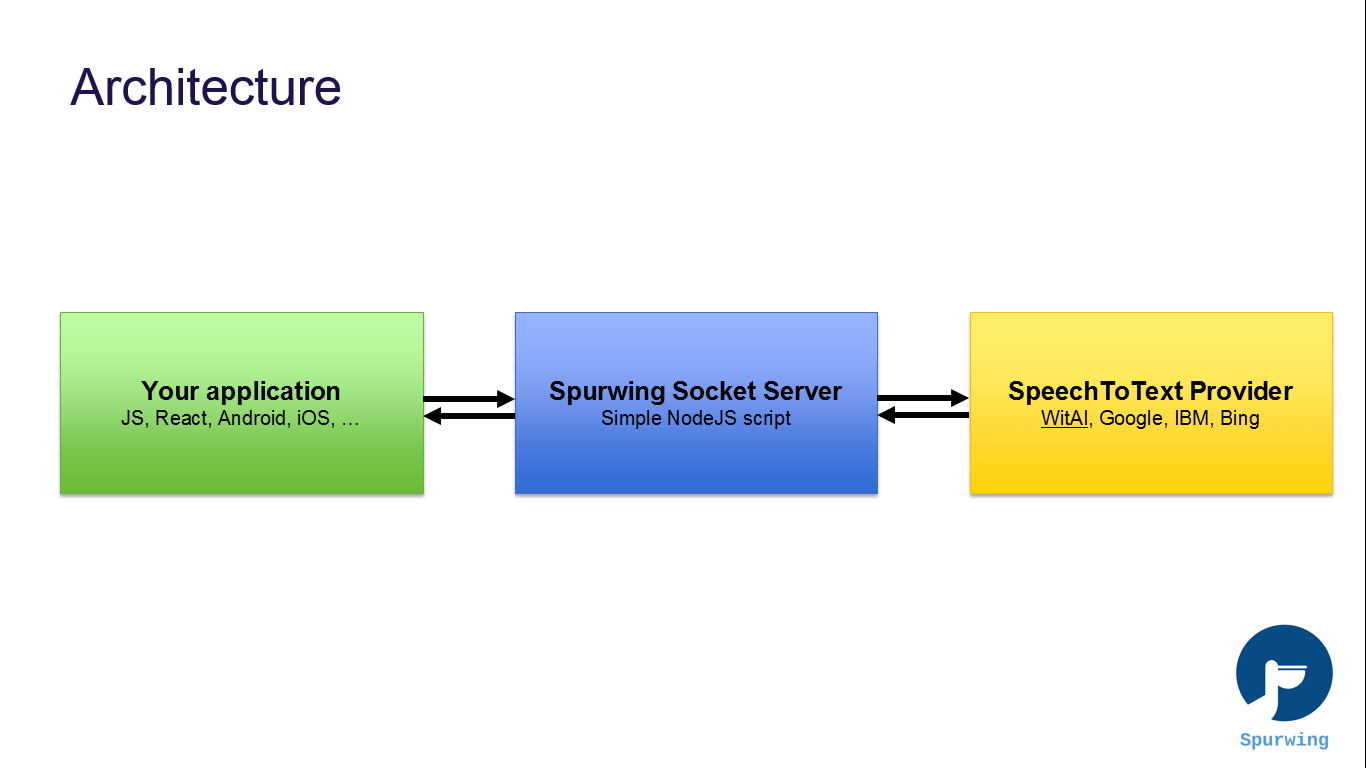 Architecture
Your application
JS, React, Android, iOS, …
Spurwing Socket Server
Simple NodeJS script
SpeechToText Provider
WitAI, Google, IBM, Bing
Spurwing